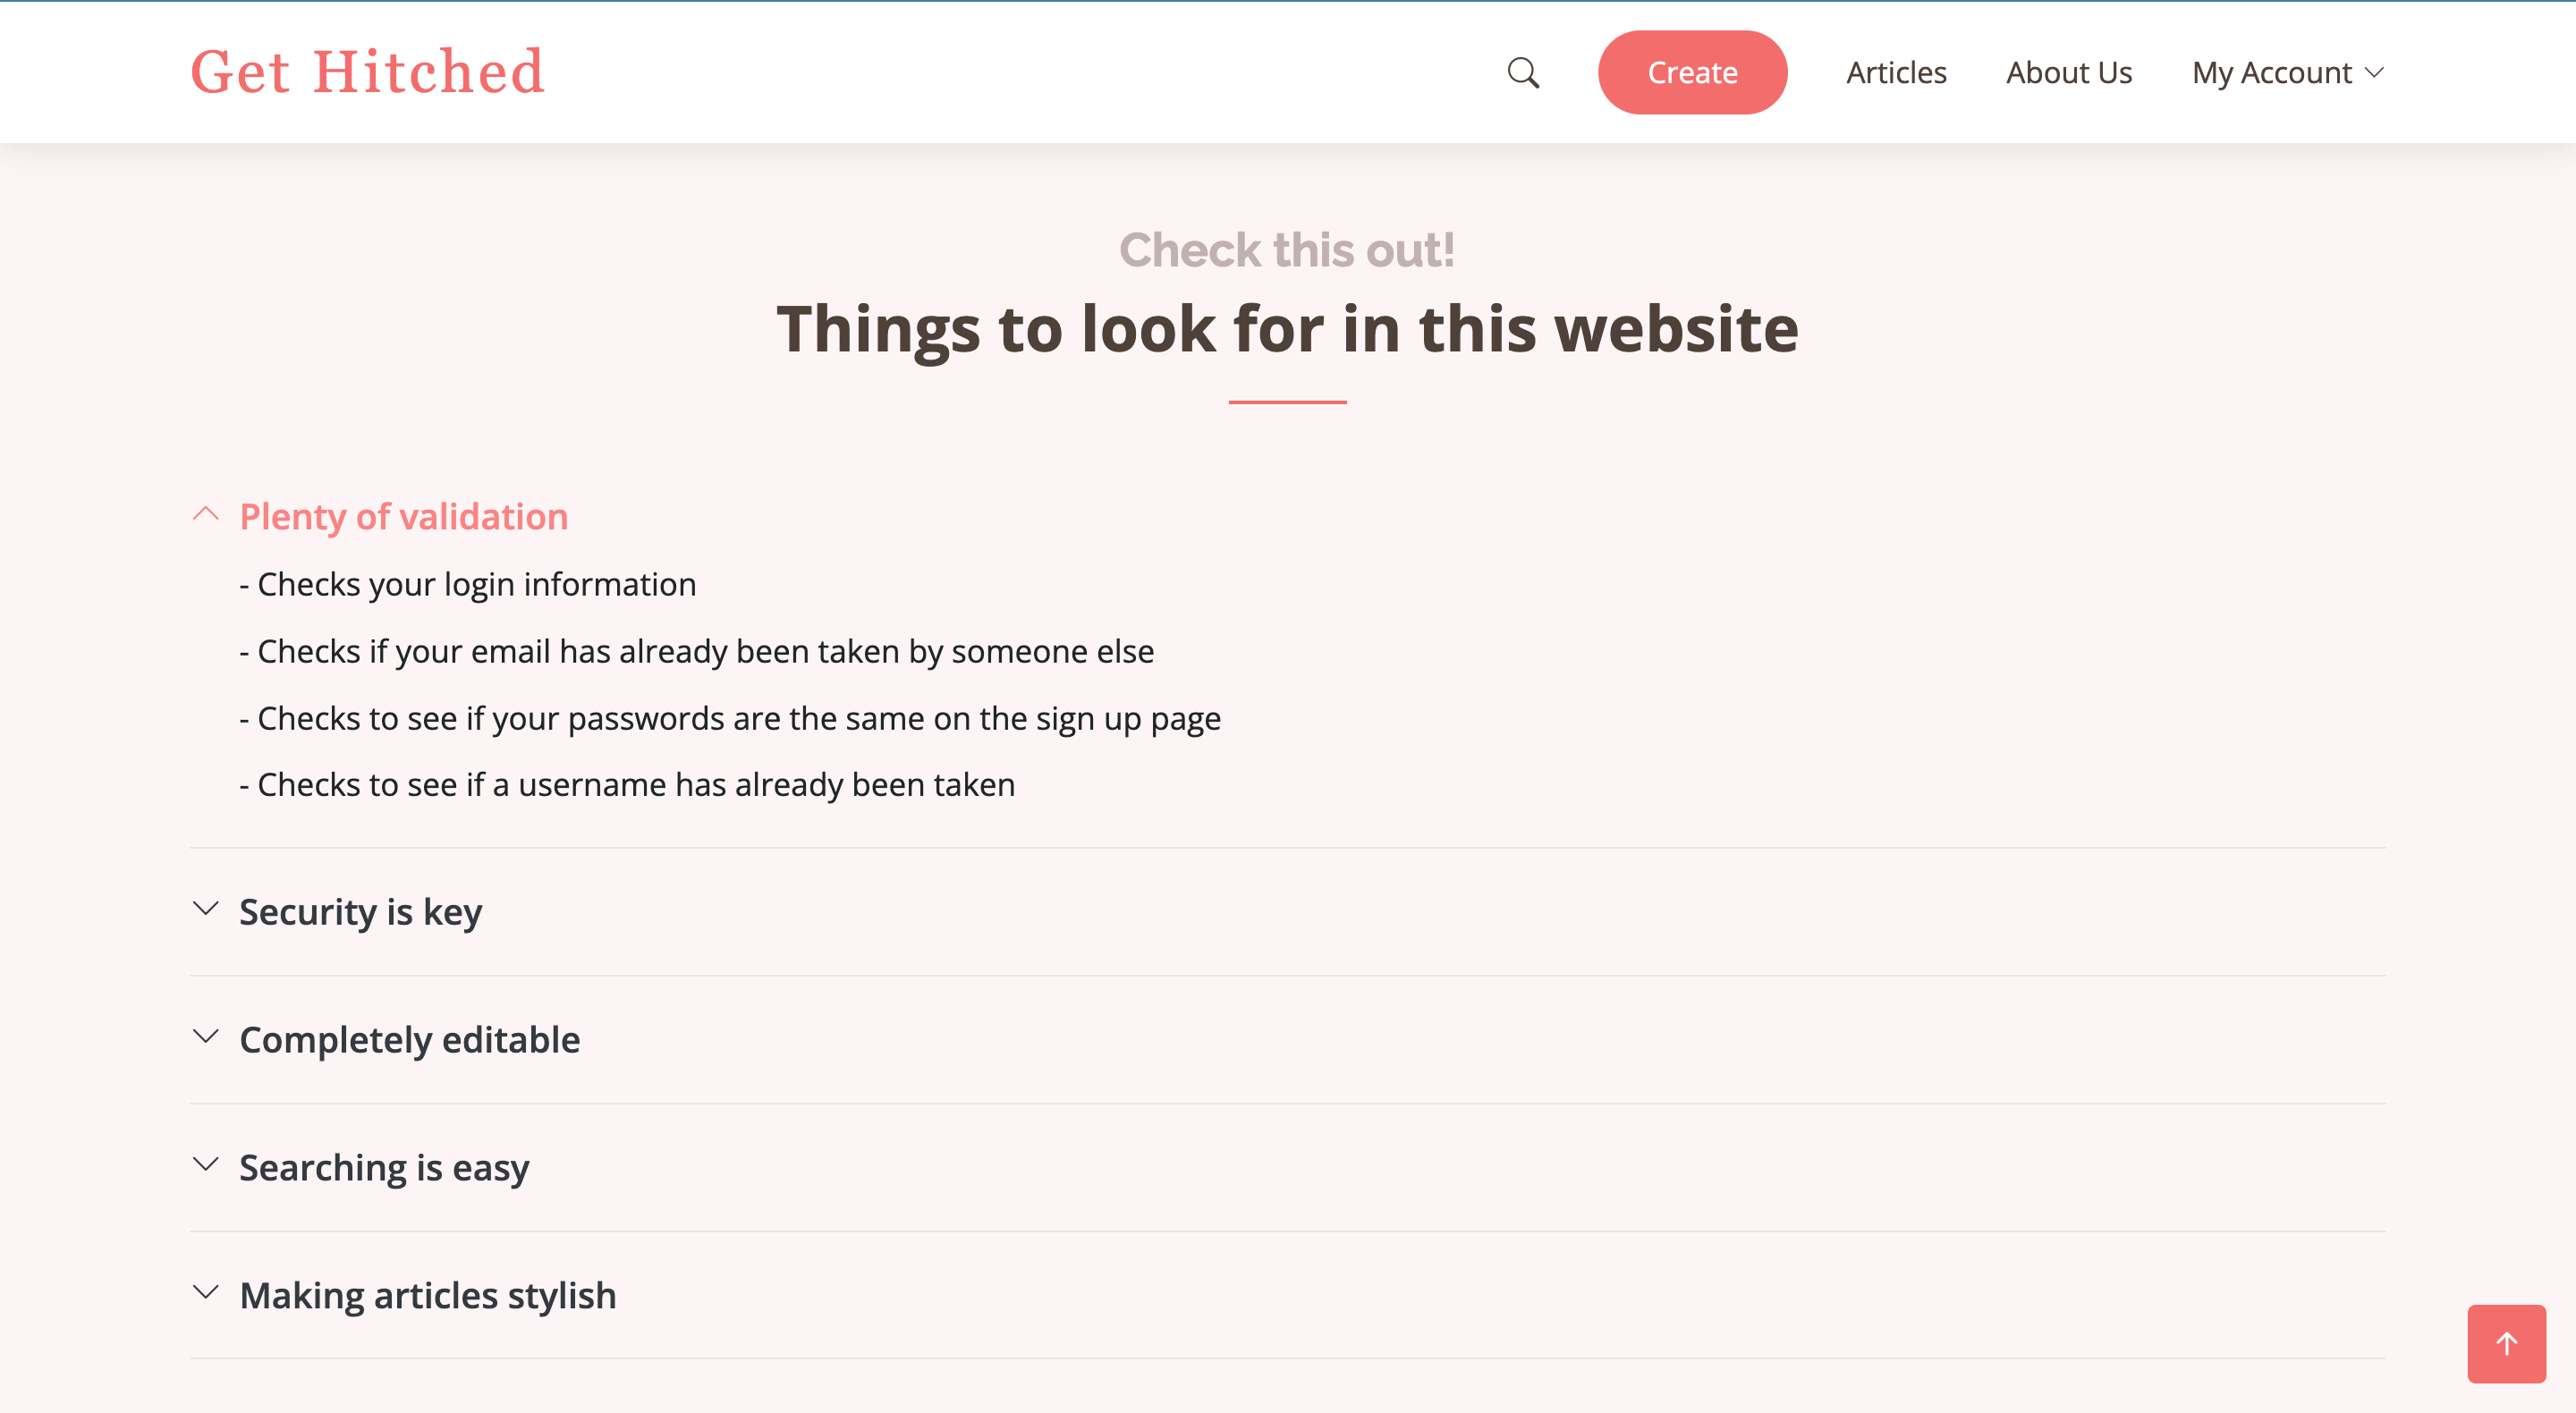 Get Hitched
Create
Articles
About Us
My Account
Check this out!
Things to look for in this website
Plenty of validation
- Checks your login information
- Checks if your email has already been taken by someone else
- Checks to see if your passwords are the same on the sign up page
- Checks to see if a username has already been taken
Security is key
Completely editable
Searching is easy
Making articles stylish